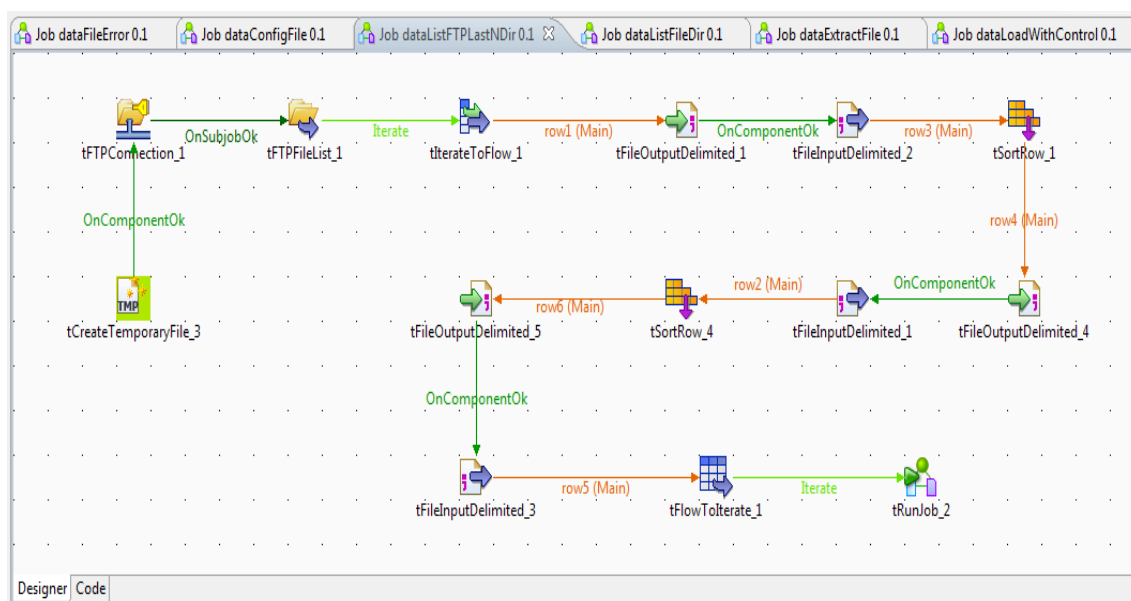 Job dataFileError 0.1 Job dataConfigFile 0.1 Job dataListFTPLastNDir 0.1 Job dataListFileDir 0.1 Job dataExtractFile 0.1 Job dataLoadWithControl 0.1
OnSubjobOk Iterate row1 (Main) OnComponentOk row3 (Main)
tFTPConnection_1 tFTPFileList_1 tIterateToFlow_1 tFileOutputDelimited_1 tFileInputDelimited_2 tSortRow_1
OnComponentOk row4 (Main)
TMP row6 (Main) row2 (Main) OnComponentOk
tCreateTemporaryFile_3 tFileOutputDelimited_5 tSortRow_4 tFileInputDelimited_1 tFileOutputDelimited_4
OnComponentOk
row5 (Main) Iterate
tFileInputDelimited_3 tFlowToIterate_1 tRunJob_2
Designer Code